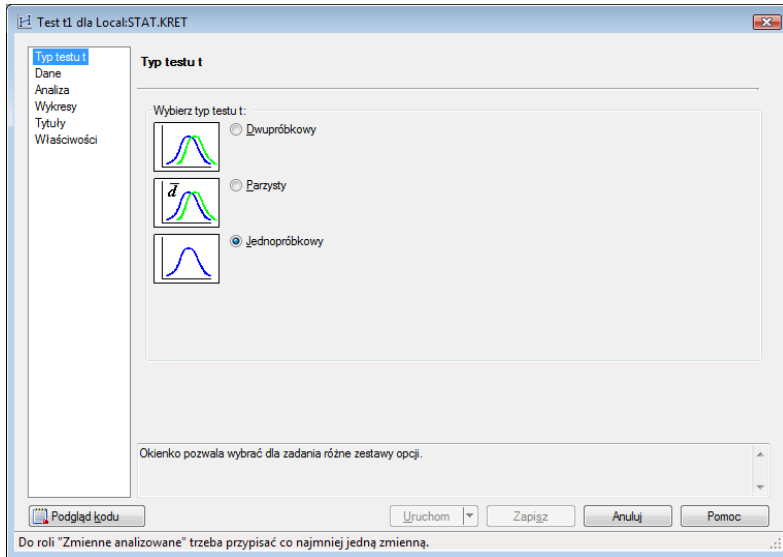 Test t1 dla Local:STAT.KRET
Typ testu t
Dane
Analiza
Wykresy
Tytuły
Właściwości
Typ testu t
Wybierz typ testu t:
Dwupróbkowy
d
Parzysty
Jednopróbkowy
Okienko pozwala wybrać dla zadania różne zestawy opcji.
Podgląd kodu
Uruchom
Zapisz
Anuluj
Pomoc
Do roli "Zmienne analizowane" trzeba przypisać co najmniej jedną zmienną.